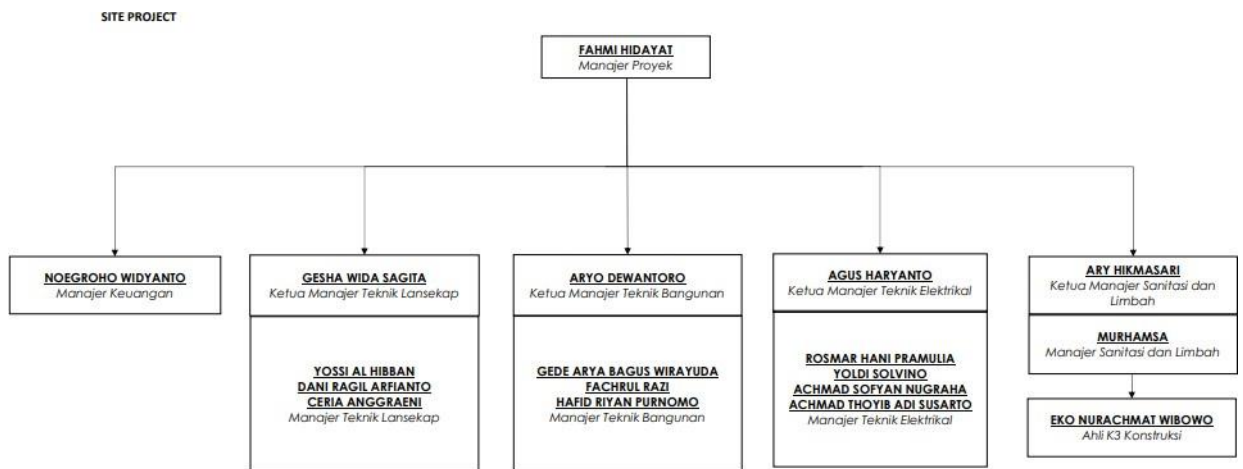 SITE PROJECT
FAHMI HIDAYAT
Manajer Proyek
NOEGROHO WIDYANTO
Manajer Keuangan
GESHA WIDA SAGITA
Ketua Manajer Teknik Lansekap
YOSSI AL HIBBAN
DANI RAGIL ARFIANTO
CERIA ANGGRAENI
Manajer Teknik Lansekap
ARYO DEWANTORO
Ketua Manajer Teknik Bangunan
GEDE ARYA BAGUS WIRAYUDA
FACHRUL RAZI
HAFID RIYAN PURNOMO
Manajer Teknik Bangunan
AGUS HARYANTO
Ketua Manajer Teknik Elektrikal
ROSMAR HANI PRAMULIA
YOLDI SOLVINO
ACHMAD SOFYAN NUGRAHA
ACHMAD THOYIB ADI SUSARTO
Manajer Teknik Elektrikal
ARY HIKMASARI
Ketua Manajer Sanitasi dan
Limbah
MURHAMSA
Manajer Sanitasi dan Limbah
EKO NURACHMAT WIBOWO
Ahli K3 Konstruksi